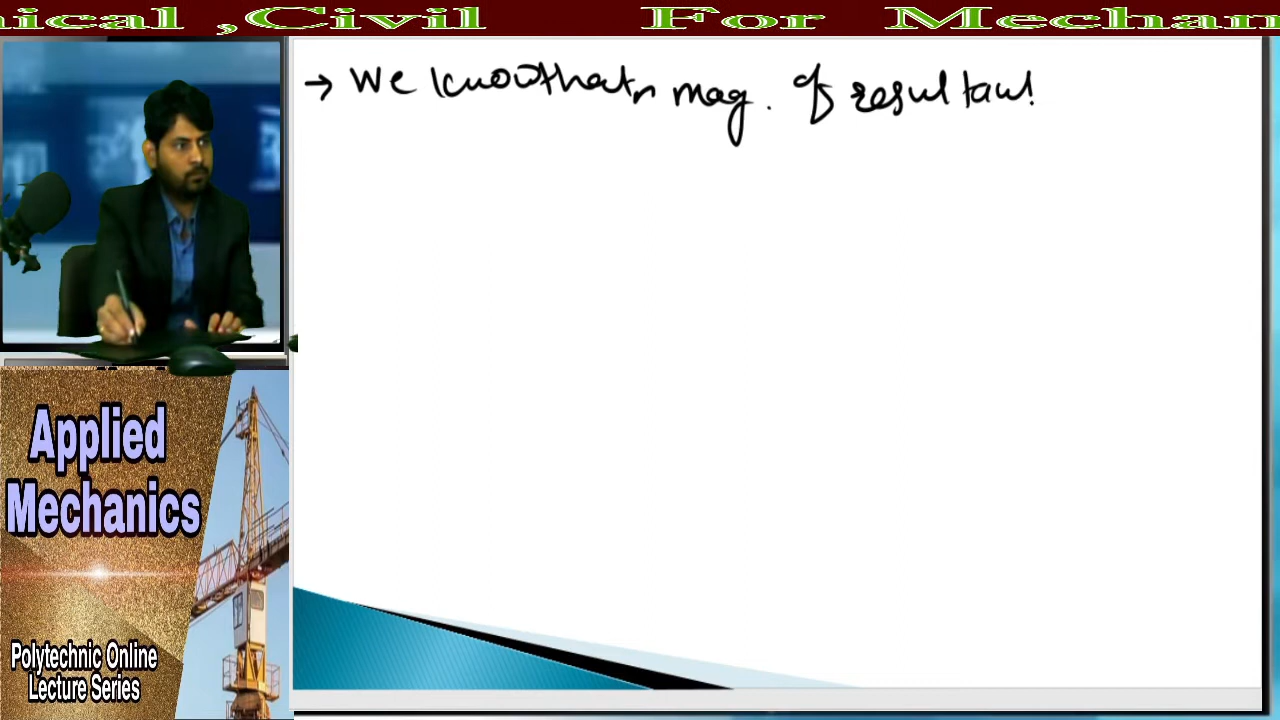 ical ,Civil For Mechan
→ We know that, mag. of resultant
Applied
Mechanics
Polytechnic Online
Lecture Series